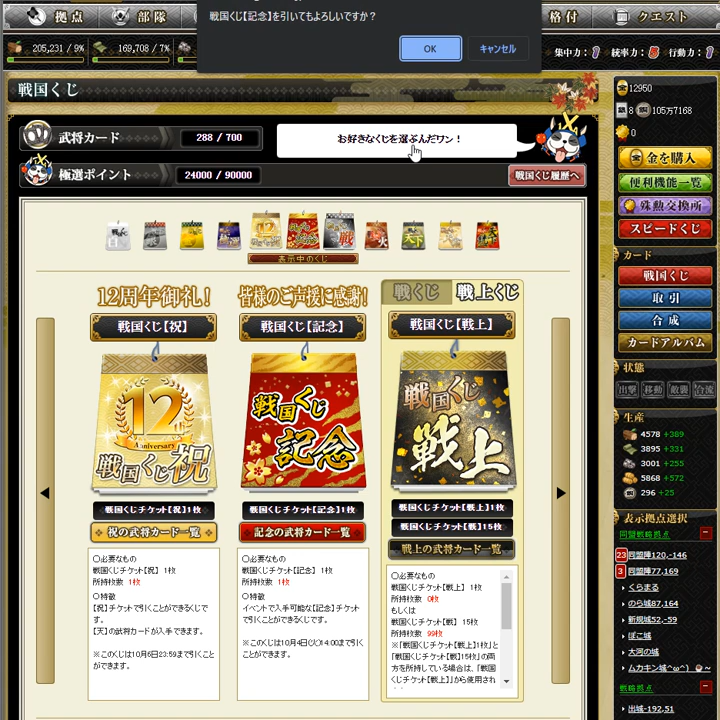 戦国くじ【記念】を引いてもよろしいですか？
OK
キャンセル
拠点
部隊
格付
クエスト
205,231 / 9%
169,708 / 7%
集中力：
統率力：
行動力：
戦国くじ
武将カード
288 / 700
お好きなくじを選ぶんだワン！
極選ポイント
24000 / 90000
戦国くじ履歴へ
表示中のくじ
12周年御礼！
戦国くじ【祝】
12
Anniversary
戦国くじ祝
戦国くじチケット【祝】1枚
祝の武将カード一覧
〇必要なもの
戦国くじチケット【祝】 1枚
所持枚数 1枚
〇特徴
【祝】チケットで引くことができるくじで
す。
【天】の武将カードが入手できます。
※このくじは10月6日23:59まで引くこと
ができます。
皆様のご声援に感謝！
戦国くじ【記念】
戦国くじ
記念
戦国くじチケット【記念】1枚
記念の武将カード一覧
〇必要なもの
戦国くじチケット【記念】 1枚
所持枚数 1枚
〇特徴
イベントで入手可能な【記念】チケット
で引くことができるくじです。
※このくじは10月4日(火)14:00まで引く
ことができます。
戦くじ
戦上くじ
戦国くじ【戦上】
戦国くじ
戦上
戦国くじチケット【戦上】1枚
戦国くじチケット【戦】15枚
戦上の武将カード一覧
〇必要なもの
戦国くじチケット【戦上】 1枚
所持枚数 0枚
もしくは
戦国くじチケット【戦】 15枚
所持枚数 99枚
※「戦国くじチケット【戦上】1枚」と
「戦国くじチケット【戦】15枚」の両
方を所持している場合は、「戦国
くじチケット【戦上】」から使用され
12950
8
105万7168
0
金を購入
便利機能一覧
殊勲交換所
スピードくじ
カード
戦国くじ
取引
合成
カードアルバム
状態
出撃
移動
敵襲
合流
生産
4578 +389
3895 +331
3001 +255
5868 +572
296 +25
表示拠点選択
同盟戦略拠点
23 同盟陣120,-146
3 同盟陣77,169
くらまる
のら城87,164
新規城52,-59
ぽこ城
大河の城
ムカキン城^ω^）
戦略拠点
出城-192,51